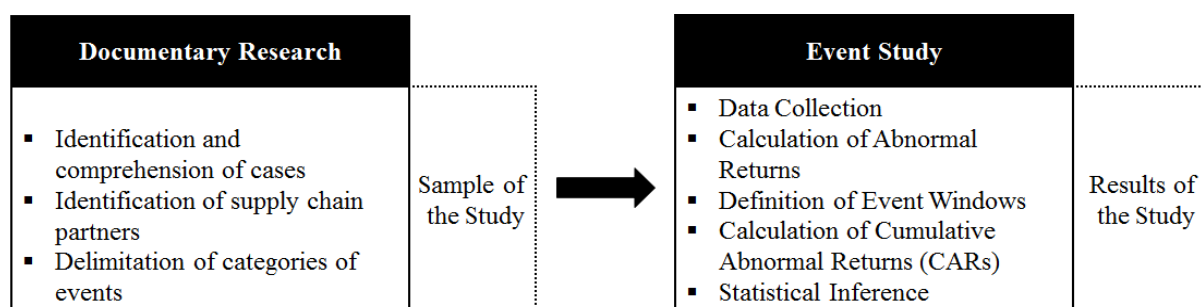 Documentary Research
▪ Identification and
comprehension of cases
▪ Identification of supply chain
partners
▪ Delimitation of categories of
events
Sample of
the Study
Event Study
▪ Data Collection
▪ Calculation of Abnormal
Returns
▪ Definition of Event Windows
▪ Calculation of Cumulative
Abnormal Returns (CARs)
▪ Statistical Inference
Results of
the Study